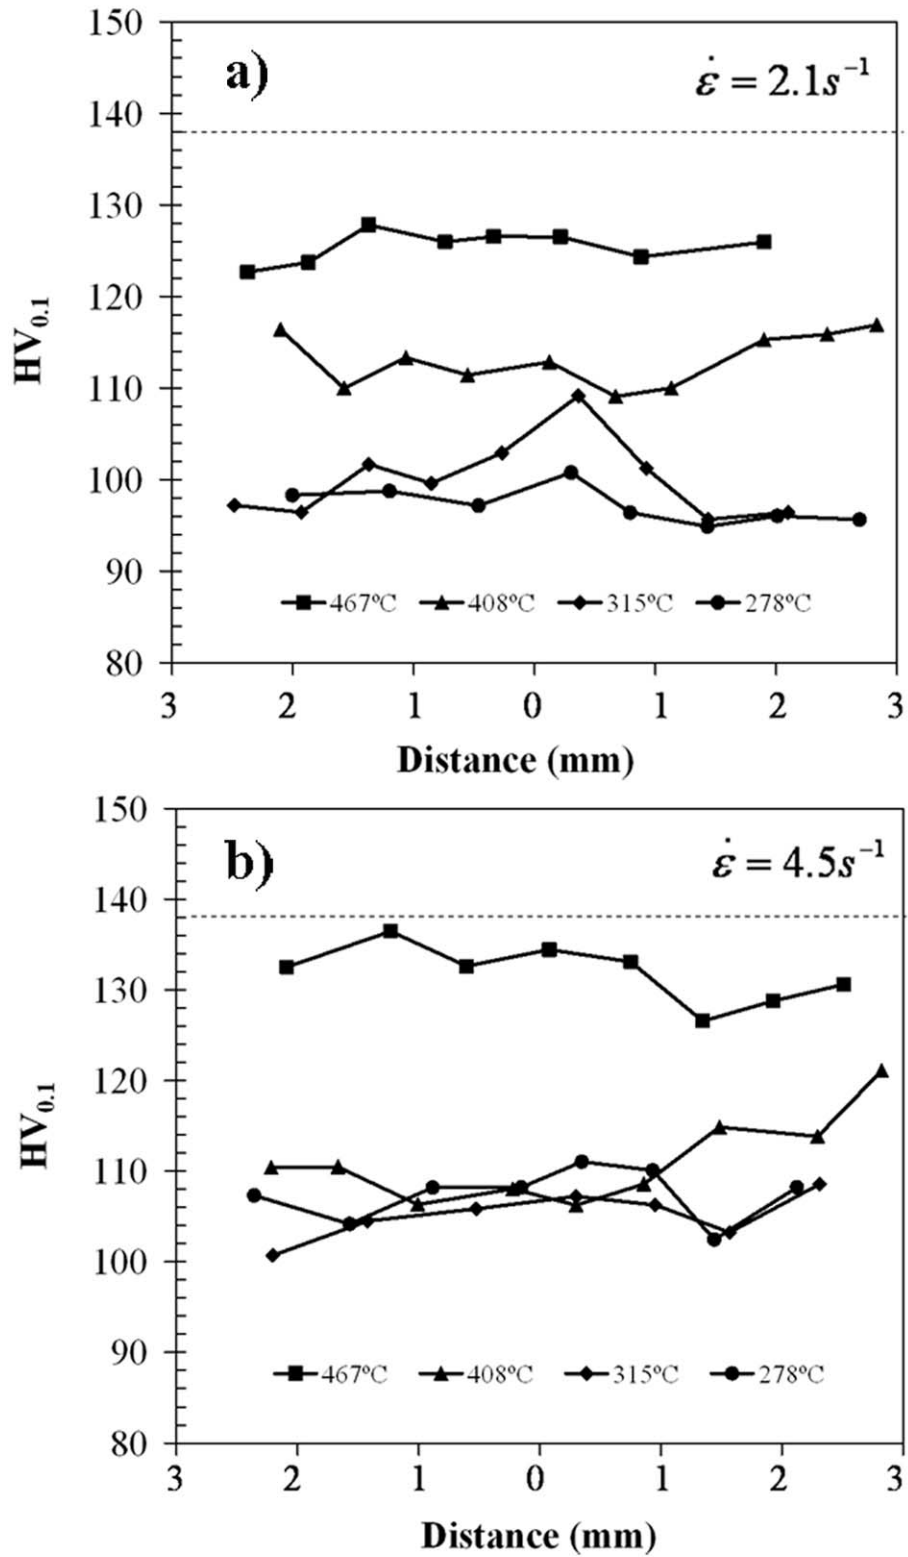 150
a)
ε̇ = 2.1s⁻¹
140
130
120
HV₀.₁
110
100
90
467ºC 408ºC 315ºC 278ºC
80
3 2 1 0 1 2 3
Distance (mm)
150
b)
ε̇ = 4.5s⁻¹
140
130
120
HV₀.₁
110
100
90
467ºC 408ºC 315ºC 278ºC
80
3 2 1 0 1 2 3
Distance (mm)